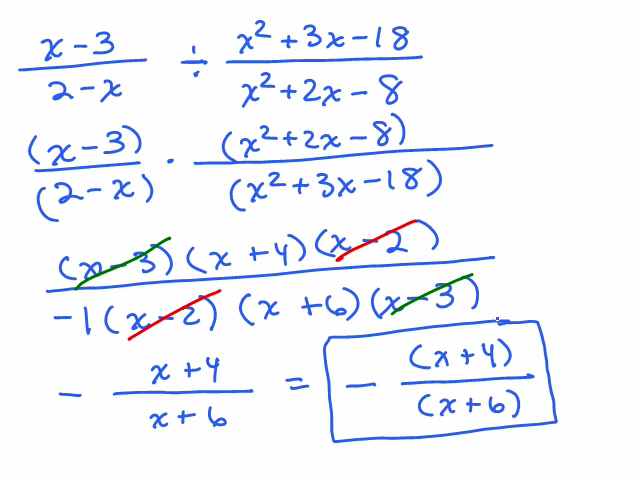 x-3 / 2-x ÷ x² + 3x - 18 / x² + 2x - 8
(x-3) / (2-x) · (x² + 2x - 8) / (x² + 3x - 18)
(x-3)(x+4)(x-2) / -1(x-2)(x+6)(x-3)
- x+4 / x+6 = - (x+4) / (x+6)